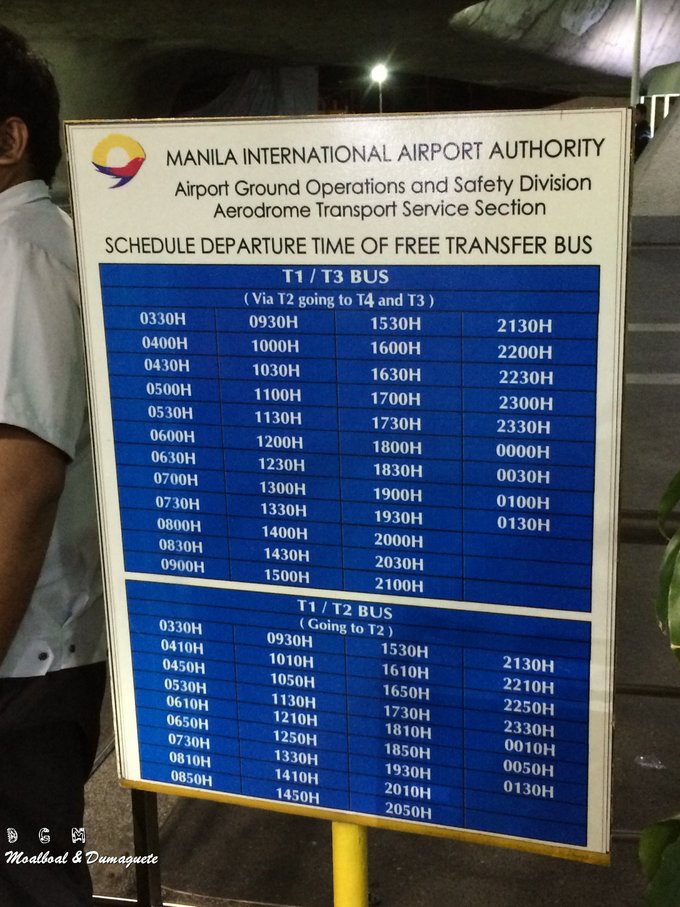 MANILA INTERNATIONAL AIRPORT AUTHORITY
Airport Ground Operations and Safety Division
Aerodrome Transport Service Section
SCHEDULE DEPARTURE TIME OF FREE TRANSFER BUS
T1 / T3 BUS
( Via T2 going to T4 and T3 )
0330H 0930H 1530H 2130H
0400H 1000H 1600H 2200H
0430H 1030H 1630H 2230H
0500H 1100H 1700H 2300H
0530H 1130H 1730H 2330H
0600H 1200H 1800H 0000H
0630H 1230H 1830H 0030H
0700H 1300H 1900H 0100H
0730H 1330H 1930H 0130H
0800H 1400H 2000H
0830H 1430H 2030H
0900H 1500H 2100H
T1 / T2 BUS
( Going to T2 )
0330H 0930H 1530H 2130H
0410H 1010H 1610H 2210H
0450H 1050H 1650H 2250H
0530H 1130H 1730H 2330H
0610H 1210H 1810H 0010H
0650H 1250H 1850H 0050H
0730H 1330H 1930H 0130H
0810H 1410H 2010H
0850H 1450H 2050H
D G M
Moalboal & Dumaguete